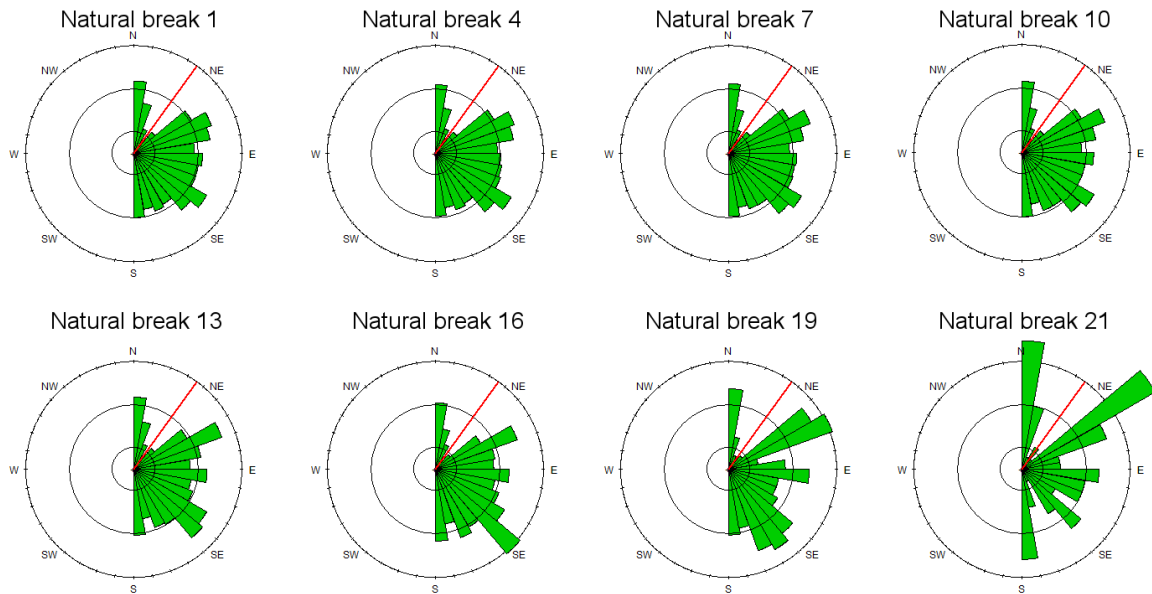 Natural break 1
N
NW
NE
W
E
SW
SE
S
Natural break 4
N
NW
NE
W
E
SW
SE
S
Natural break 7
N
NW
NE
W
E
SW
SE
S
Natural break 10
N
NW
NE
W
E
SW
SE
S
Natural break 13
N
NW
NE
W
E
SW
SE
S
Natural break 16
N
NW
NE
W
E
SW
SE
S
Natural break 19
N
NW
NE
W
E
SW
SE
S
Natural break 21
N
NW
NE
W
E
SW
SE
S